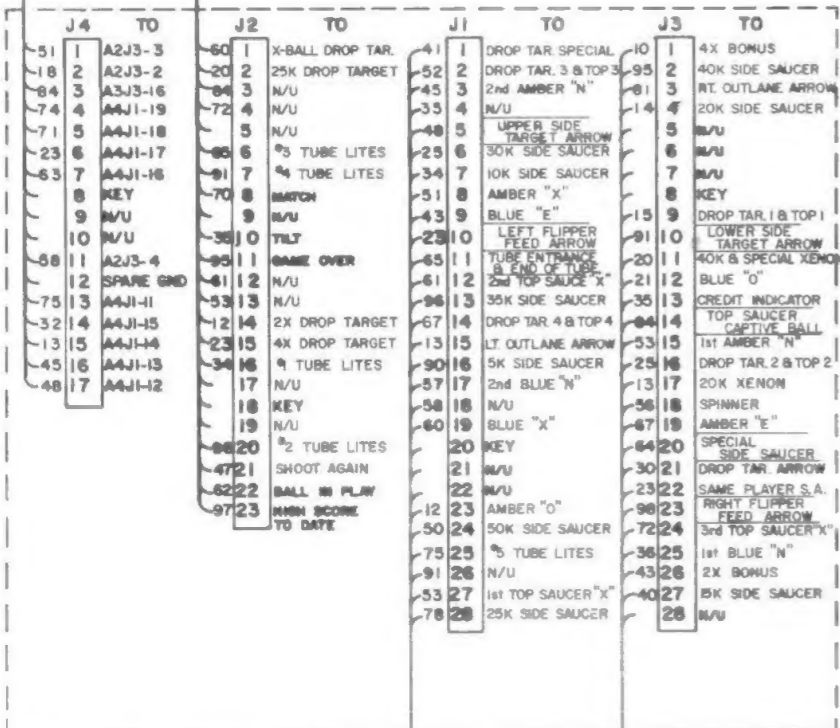 J4 TO
51 1 A2J3-3
18 2 A2J3-2
84 3 A3J3-16
74 4 A4J1-19
71 5 A4J1-18
23 6 A4J1-17
63 7 A4J1-16
8 KEY
9 N/U
10 N/U
58 11 A2J3-4
12 SPARE GND
75 13 A4J1-11
32 14 A4J1-15
13 15 A4J1-14
45 16 A4J1-13
48 17 A4J1-12
J2 TO
60 1 X-BALL DROP TAR.
20 2 25K DROP TARGET
84 3 N/U
72 4 N/U
5 N/U
85 6 #3 TUBE LITES
91 7 #4 TUBE LITES
70 8 MATCH
9 N/U
36 10 TILT
95 11 GAME OVER
61 12 N/U
53 13 N/U
12 14 2X DROP TARGET
23 15 4X DROP TARGET
34 16 #1 TUBE LITES
17 N/U
18 KEY
19 N/U
20 #2 TUBE LITES
47 21 SHOOT AGAIN
62 22 BALL IN PLAY
97 23 HIGH SCORE
TO DATE
J1 TO
41 1 DROP TAR. SPECIAL
52 2 DROP TAR. 3 & TOP 3
45 3 2nd AMBER "N"
35 4 N/U
48 5 UPPER SIDE
TARGET ARROW
25 6 30K SIDE SAUCER
34 7 10K SIDE SAUCER
51 8 AMBER "X"
43 9 BLUE "E"
23 10 LEFT FLIPPER
FEED ARROW
65 11 TUBE ENTRANCE
& END OF TUBE
61 12 2nd TOP SAUCE "X"
96 13 35K SIDE SAUCER
67 14 DROP TAR 4 & TOP 4
13 15 LT. OUTLANE ARROW
90 16 5K SIDE SAUCER
57 17 2nd BLUE "N"
58 18 N/U
60 19 BLUE "X"
20 KEY
21 N/U
22 N/U
12 23 AMBER "O"
50 24 50K SIDE SAUCER
75 25 #5 TUBE LITES
91 26 N/U
53 27 1st TOP SAUCER "X"
78 28 25K SIDE SAUCER
J3 TO
10 1 4X BONUS
95 2 40K SIDE SAUCER
81 3 RT. OUTLANE ARROW
14 4 20K SIDE SAUCER
5 N/U
6 N/U
7 N/U
8 KEY
15 9 DROP TAR. 1 & TOP 1
91 10 LOWER SIDE
TARGET ARROW
20 11 40K & SPECIAL XENON
21 12 BLUE "O"
35 13 CREDIT INDICATOR
84 14 TOP SAUCER
CAPTIVE BALL
53 15 1st AMBER "N"
25 16 DROP TAR. 2 & TOP 2
13 17 20K XENON
56 18 SPINNER
67 19 AMBER "E"
64 20 SPECIAL
SIDE SAUCER
30 21 DROP TAR. ARROW
23 22 SAME PLAYER S.A.
98 23 RIGHT FLIPPER
FEED ARROW
72 24 3rd TOP SAUCER "X"
36 25 1st BLUE "N"
43 26 2X BONUS
40 27 15K SIDE SAUCER
28 N/U